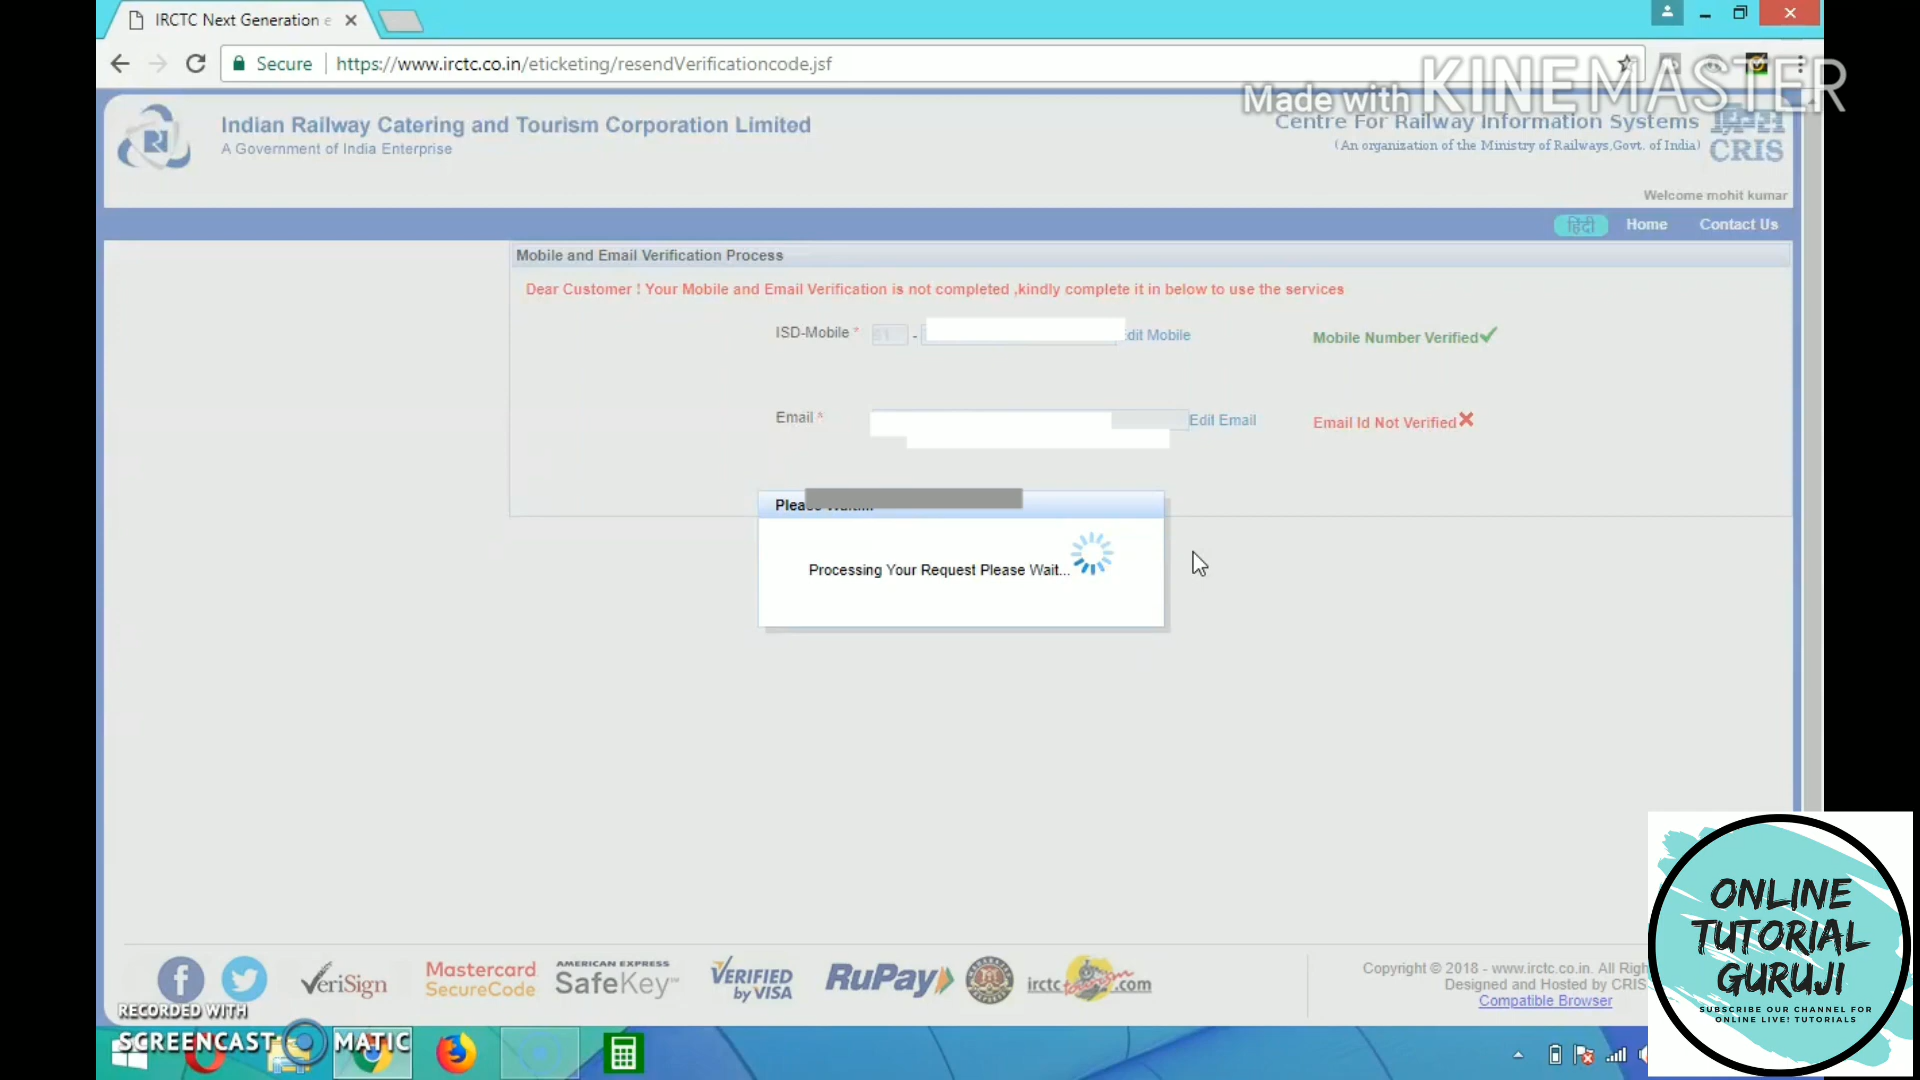 IRCTC Next Generation e
Secure
https://www.irctc.co.in/eticketing/resendVerificationcode.jsf
Made with KINEMASTER
Indian Railway Catering and Tourism Corporation Limited
A Government of India Enterprise
Centre For Railway Information Systems
(An organization of the Ministry of Railways,Govt. of India)
CRIS
Welcome mohit kumar
हिंदी
Home
Contact Us
Mobile and Email Verification Process
Dear Customer ! Your Mobile and Email Verification is not completed ,kindly complete it in below to use the services
ISD-Mobile *
-
dit Mobile
Mobile Number Verified
Email *
Edit Email
Email Id Not Verified
Please Wait...
Processing Your Request Please Wait...
VeriSign
Mastercard
SecureCode
AMERICAN EXPRESS
SafeKey
VERIFIED
by VISA
RuPay
irctc tourism.com
Copyright © 2018 - www.irctc.co.in. All Righ
Designed and Hosted by CRIS
Compatible Browser
RECORDED WITH
SCREENCAST MATIC
ONLINE
TUTORIAL
GURUJI
SUBSCRIBE OUR CHANNEL FOR
ONLINE LIVE! TUTORIALS